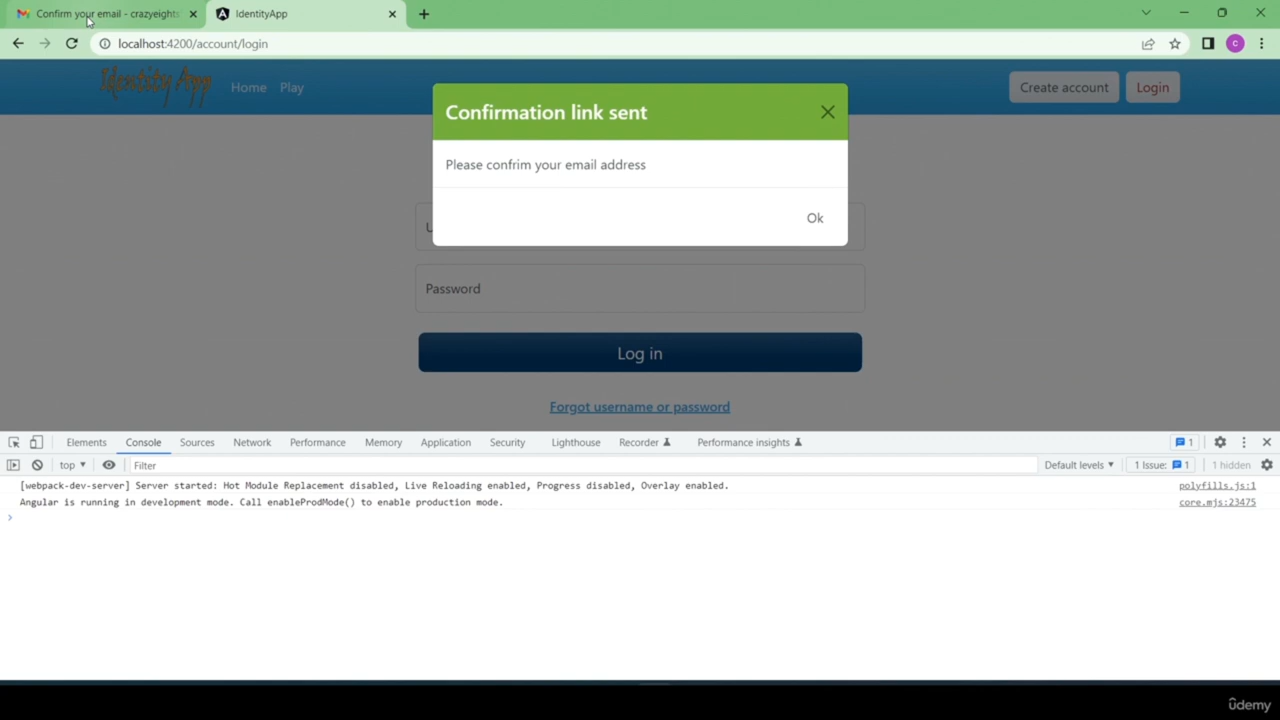 Confirm your email - crazyeights
IdentityApp
localhost:4200/account/login
c
Identity App
Home
Play
Create account
Login
Confirmation link sent
Please confrim your email address
Ok
U
Password
Log in
Forgot username or password
Elements
Console
Sources
Network
Performance
Memory
Application
Security
Lighthouse
Recorder
Performance insights
1
top
Filter
Default levels
1 Issue: 1
1 hidden
[webpack-dev-server] Server started: Hot Module Replacement disabled, Live Reloading enabled, Progress disabled, Overlay enabled.
polyfills.js:1
Angular is running in development mode. Call enableProdMode() to enable production mode.
core.mjs:23475
ûdemy